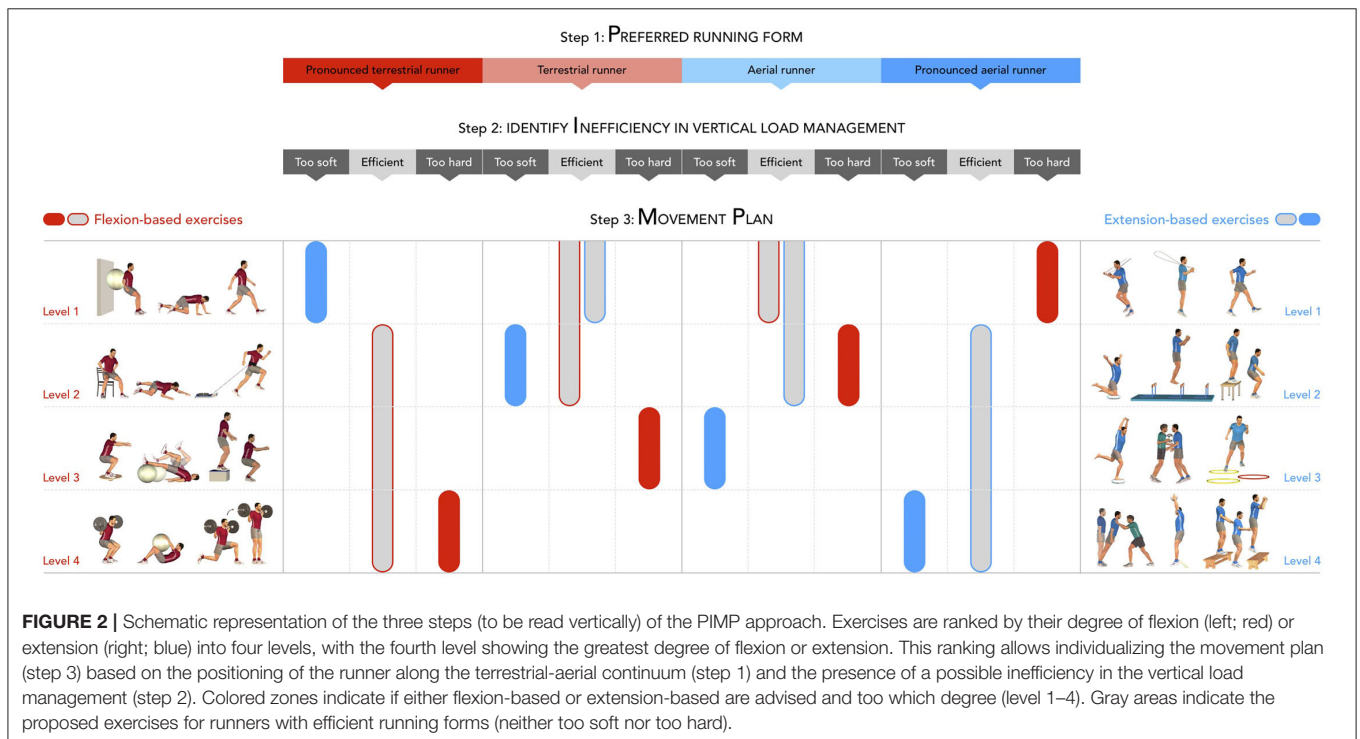 Step 1: PREFERRED RUNNING FORM
Pronounced terrestrial runner Terrestrial runner Aerial runner Pronounced aerial runner
Step 2: IDENTIFY INEFFICIENCY IN VERTICAL LOAD MANAGEMENT
Too soft Efficient Too hard Too soft Efficient Too hard Too soft Efficient Too hard Too soft Efficient Too hard
Flexion-based exercises Step 3: MOVEMENT PLAN Extension-based exercises
Level 1 Level 1
Level 2 Level 2
Level 3 Level 3
Level 4 Level 4
FIGURE 2 | Schematic representation of the three steps (to be read vertically) of the PIMP approach. Exercises are ranked by their degree of flexion (left; red) or
extension (right; blue) into four levels, with the fourth level showing the greatest degree of flexion or extension. This ranking allows individualizing the movement plan
(step 3) based on the positioning of the runner along the terrestrial-aerial continuum (step 1) and the presence of a possible inefficiency in the vertical load
management (step 2). Colored zones indicate if either flexion-based or extension-based are advised and too which degree (level 1–4). Gray areas indicate the
proposed exercises for runners with efficient running forms (neither too soft nor too hard).